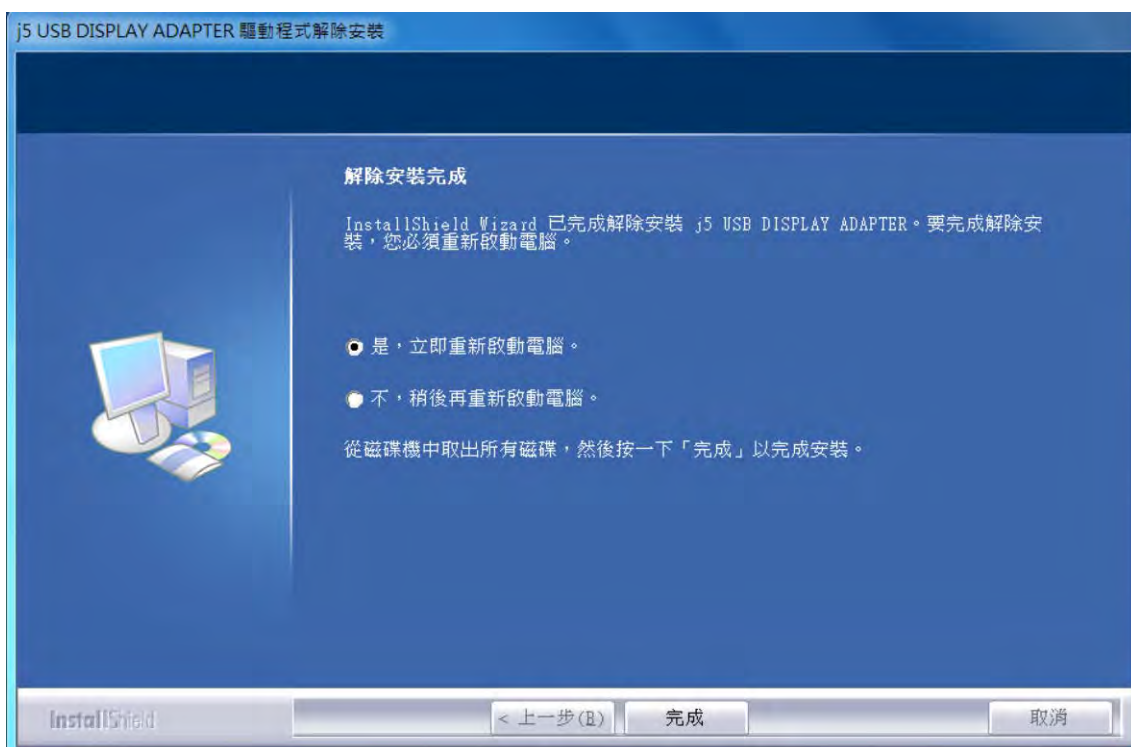 j5 USB DISPLAY ADAPTER 驅動程式解除安裝
解除安裝完成
InstallShield Wizard 已完成解除安裝 j5 USB DISPLAY ADAPTER。要完成解除安
裝，您必須重新啟動電腦。
是，立即重新啟動電腦。
不，稍後再重新啟動電腦。
從磁碟機中取出所有磁碟，然後按一下「完成」以完成安裝。
InstallShield
< 上一步(B)
完成
取消